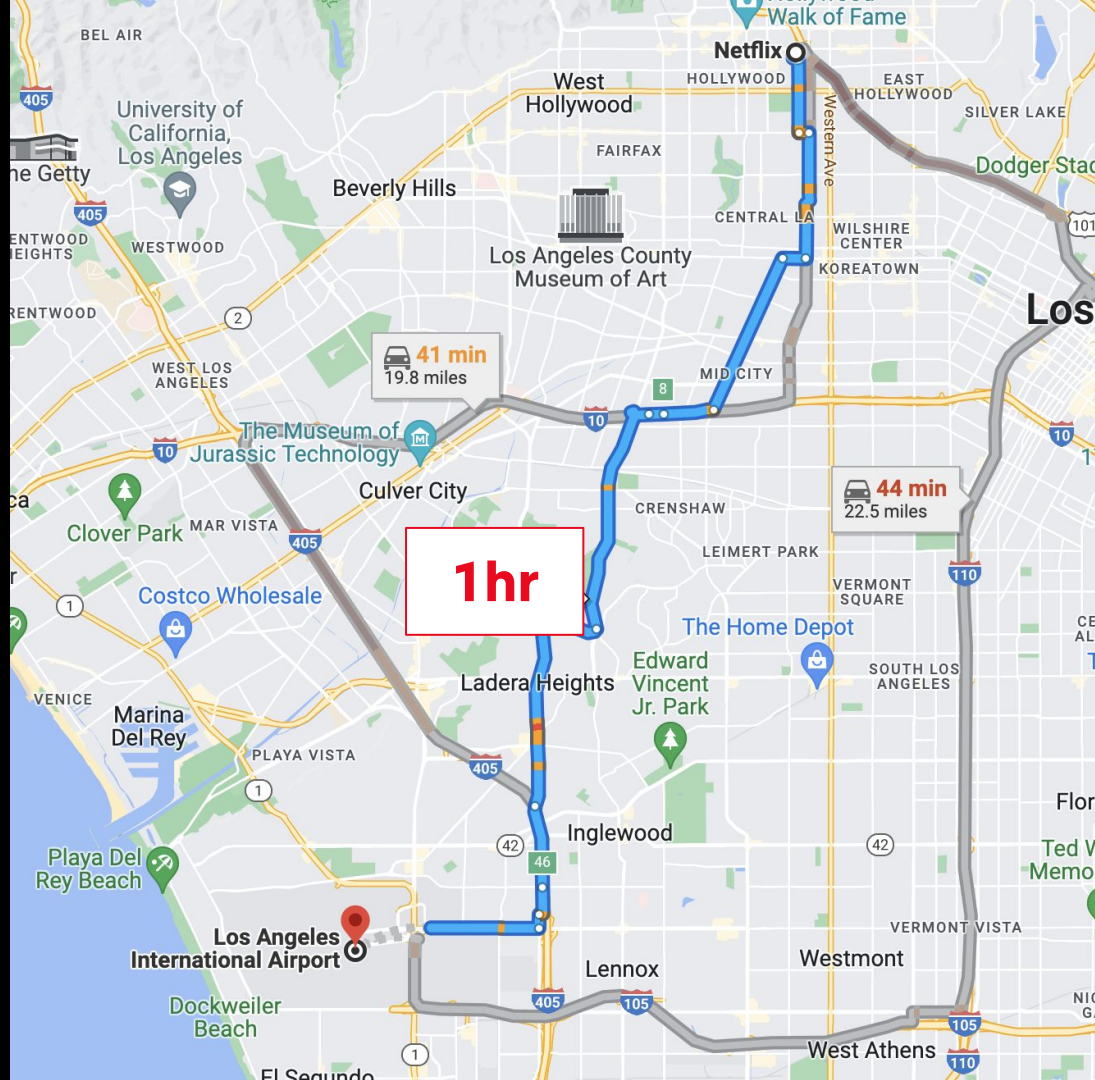 Hollywood
Walk of Fame
BEL AIR
Netflix
HOLLYWOOD
EAST
HOLLYWOOD
West
Hollywood
405
University of
California,
Los Angeles
SILVER LAKE
Western Ave
he Getty
FAIRFAX
Dodger Stad
Beverly Hills
405
101
ENTWOOD
HEIGHTS
WESTWOOD
CENTRAL LA
WILSHIRE
CENTER
Los Angeles County
Museum of Art
KOREATOWN
RENTWOOD
2
Los
41 min
19.8 miles
WEST LOS
ANGELES
MID CITY
8
10
The Museum of
Jurassic Technology
10
10
1
Culver City
44 min
22.5 miles
ca
Clover Park
MAR VISTA
CRENSHAW
405
LEIMERT PARK
110
1hr
r
1
Costco Wholesale
VERMONT
SQUARE
The Home Depot
CE
AL
T
Edward
Vincent
Jr. Park
SOUTH LOS
ANGELES
Ladera Heights
VENICE
Marina
Del Rey
PLAYA VISTA
405
1
Flor
Inglewood
42
42
46
Playa Del
Rey Beach
Ted W
Memo
VERMONT VISTA
Los Angeles
International Airport
Westmont
Lennox
405
105
Dockweiler
Beach
NIC
GA
105
West Athens
1
110
El Segundo